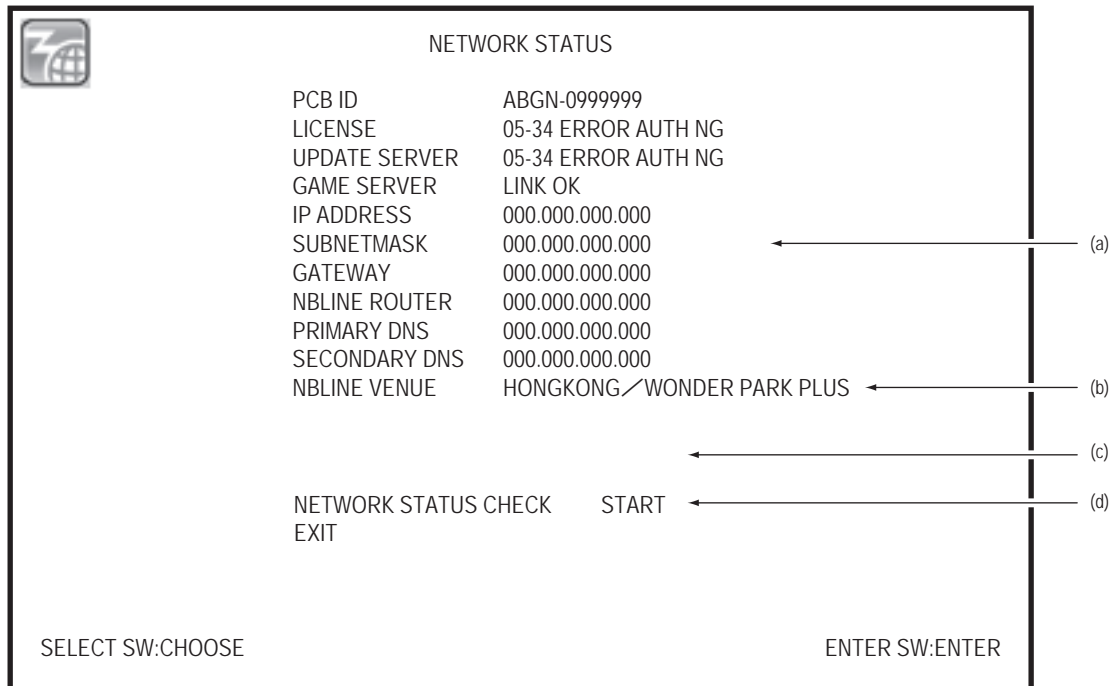 NETWORK STATUS
PCB ID ABGN-0999999
LICENSE 05-34 ERROR AUTH NG
UPDATE SERVER 05-34 ERROR AUTH NG
GAME SERVER LINK OK
IP ADDRESS 000.000.000.000
SUBNETMASK 000.000.000.000 (a)
GATEWAY 000.000.000.000
NBLINE ROUTER 000.000.000.000
PRIMARY DNS 000.000.000.000
SECONDARY DNS 000.000.000.000
NBLINE VENUE HONGKONG/WONDER PARK PLUS (b)
(c)
NETWORK STATUS CHECK START (d)
EXIT
SELECT SW:CHOOSE ENTER SW:ENTER